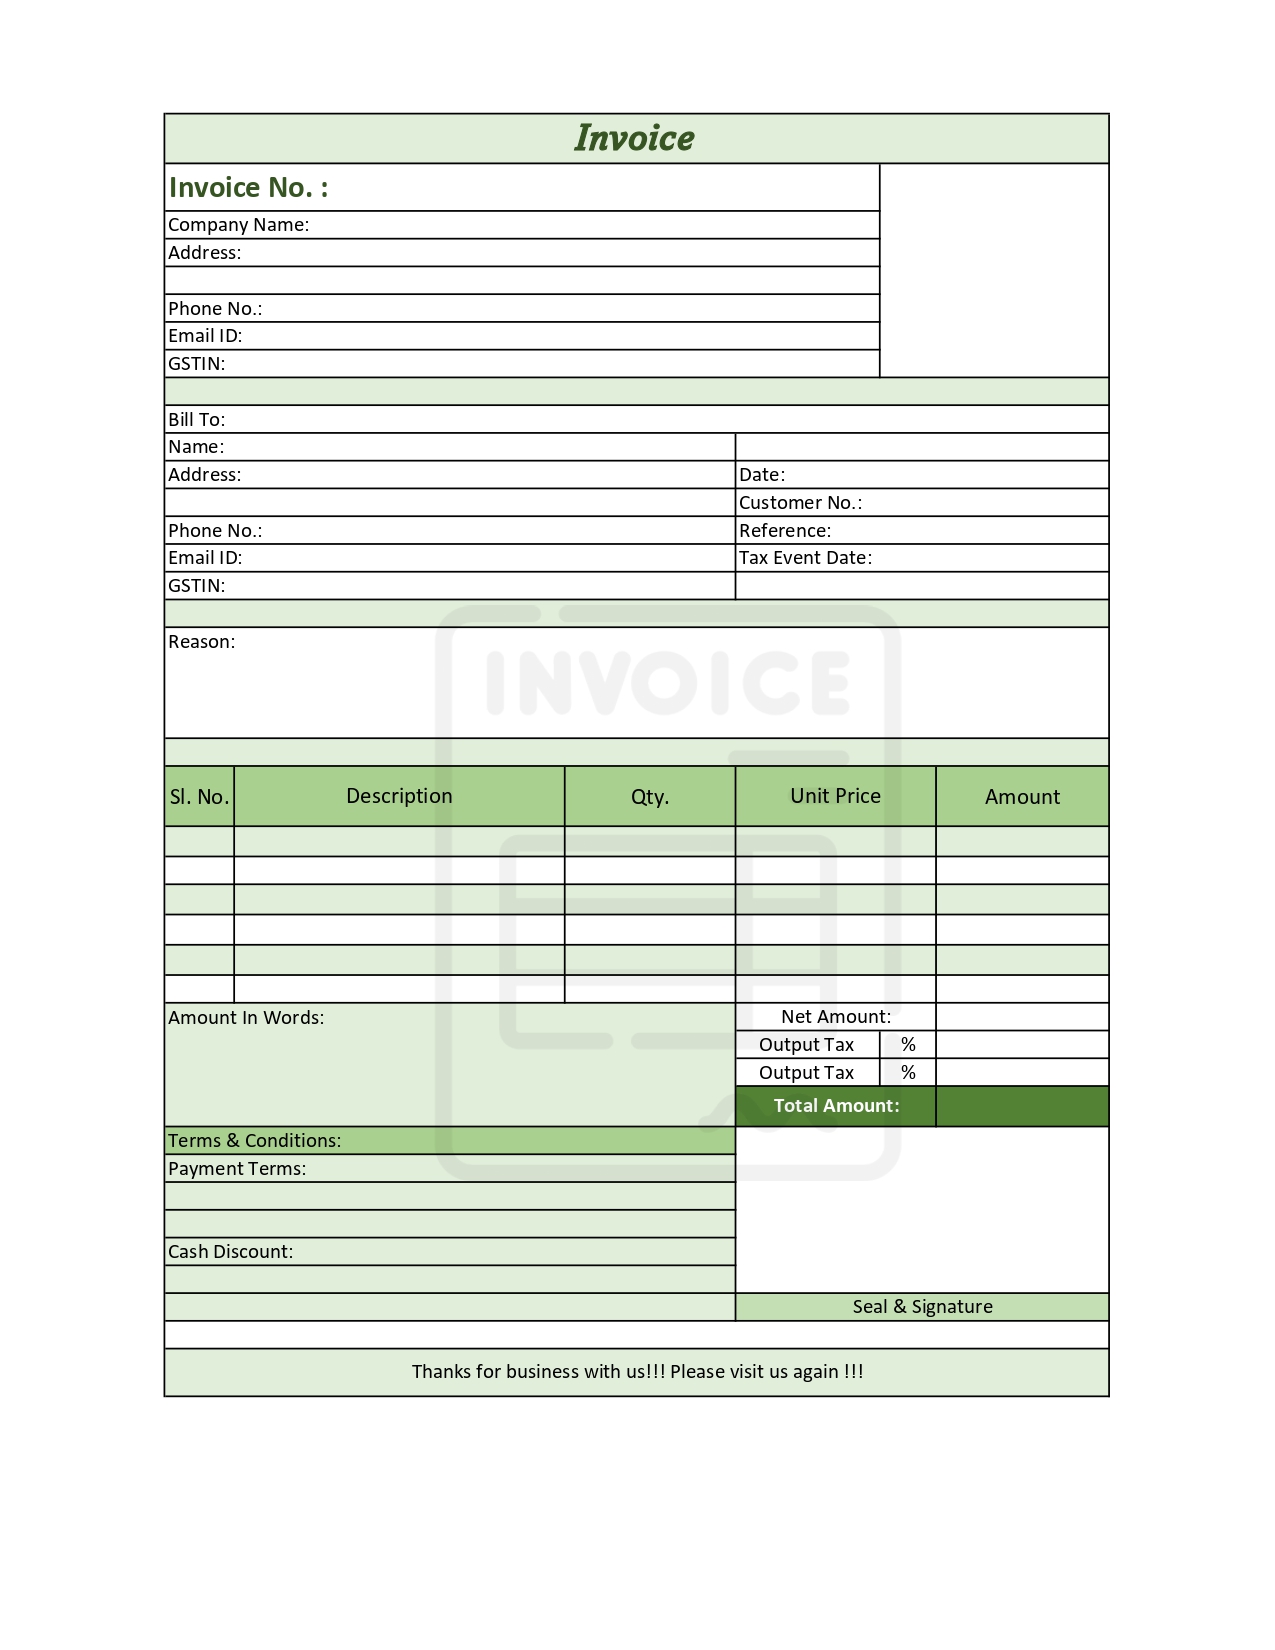 Invoice
Invoice No. :
Company Name:
Address:
Phone No.:
Email ID:
GSTIN:
Bill To:
Name:
Address: Date:
Customer No.:
Phone No.: Reference:
Email ID: Tax Event Date:
GSTIN:
Reason:
INVOICE
Sl. No. Description Qty. Unit Price Amount
Amount In Words: Net Amount:
Output Tax %
Output Tax %
Total Amount:
Terms & Conditions:
Payment Terms:
Cash Discount:
Seal & Signature
Thanks for business with us!!! Please visit us again !!!